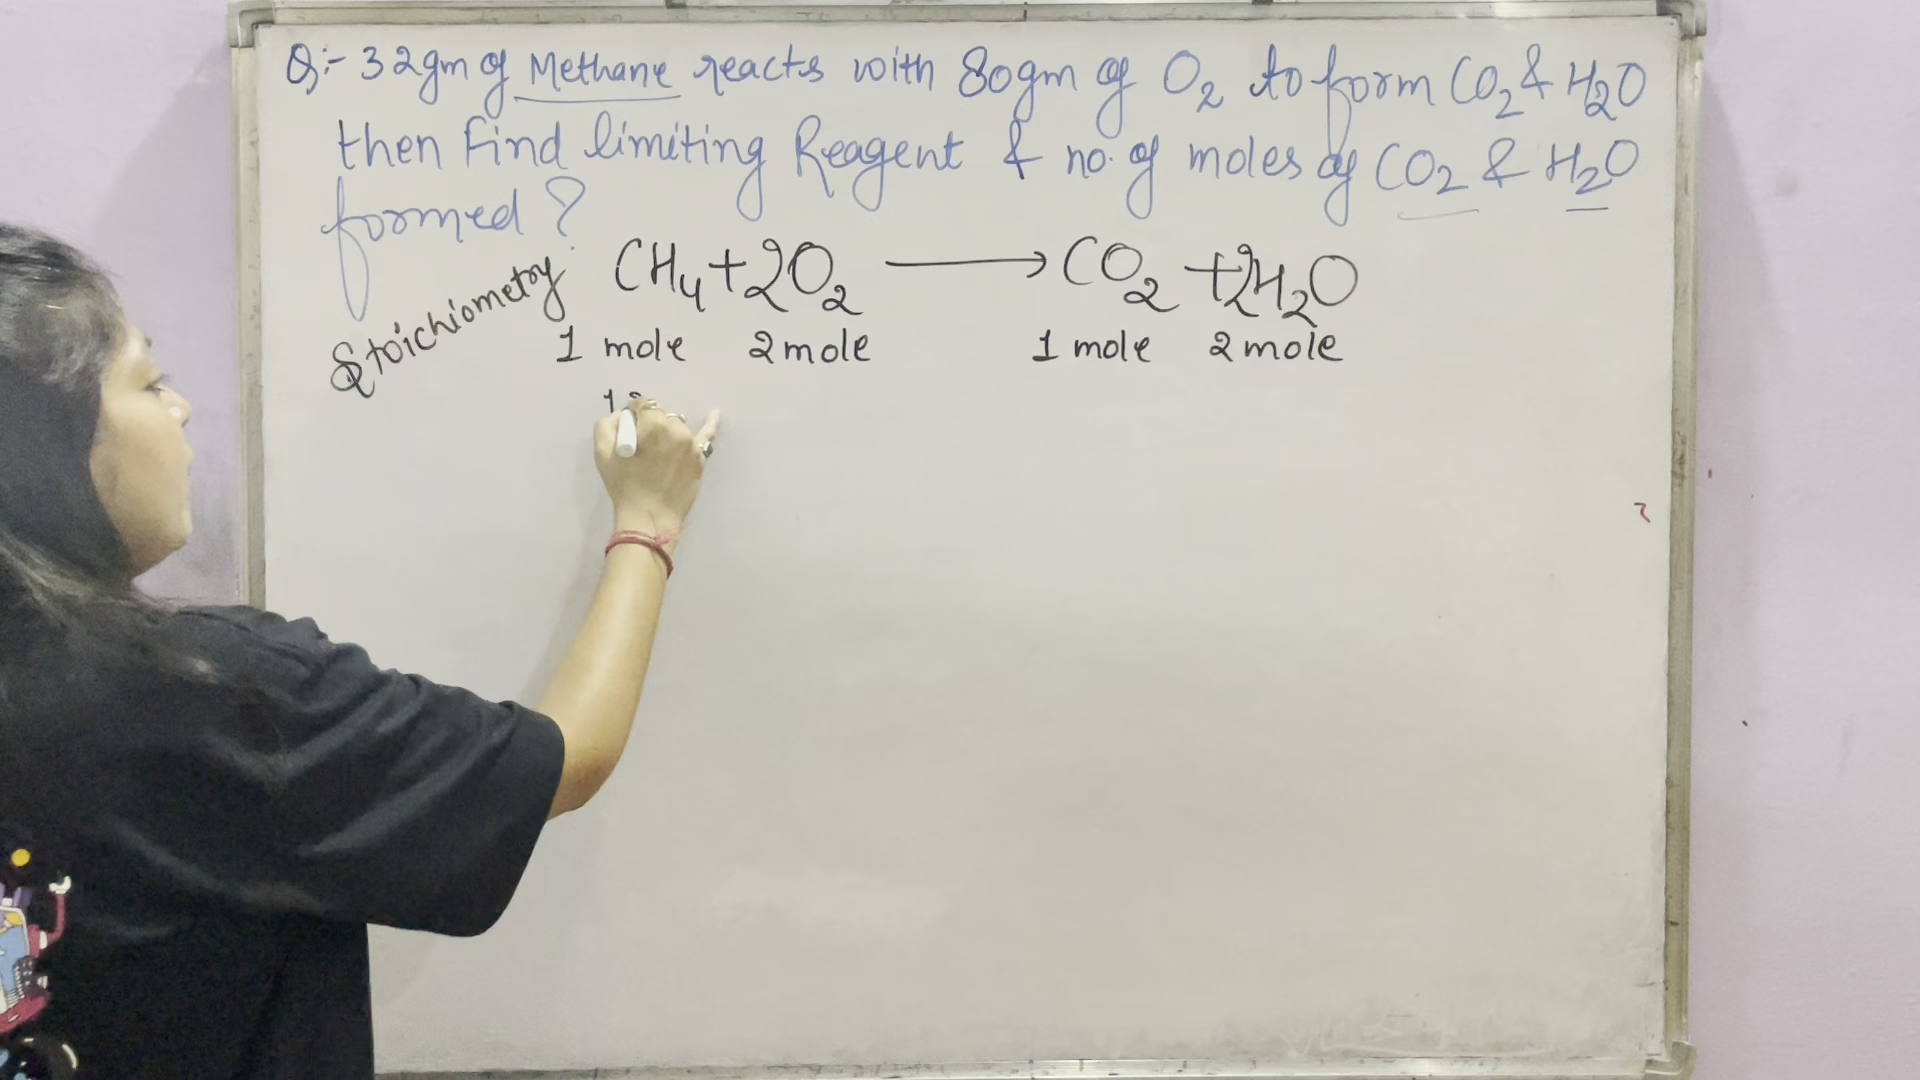 Q:- 32gm of Methane reacts with 80gm of O2 to form CO2 & H2O
then Find limiting Reagent & no. of moles of CO2 & H2O
formed?
CH4 + 2O2 ⟶ CO2 + 2H2O
Stoichiometry 1 mole 2 mole 1 mole 2 mole